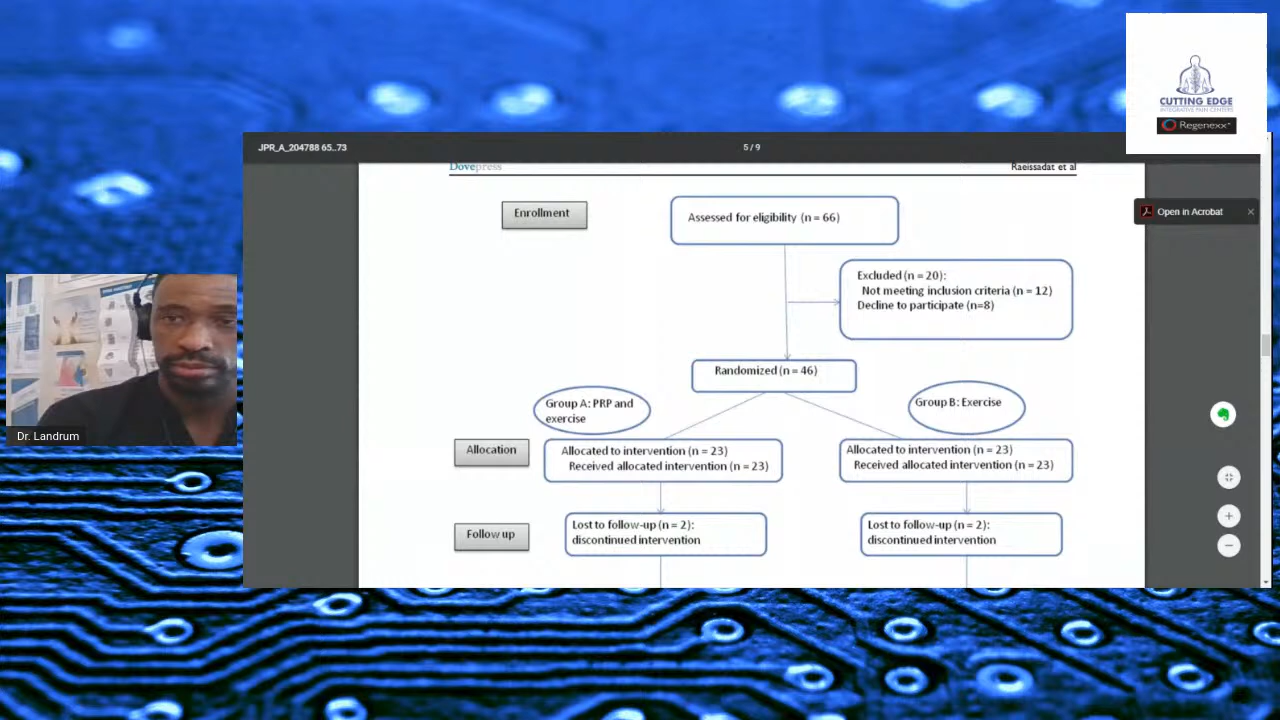 CUTTING EDGE
INTEGRATIVE PAIN CENTERS
Regenexx
JPR_A_204788 65..73
5 / 9
Dovepress
Raeissadat et al
Open in Acrobat
Enrollment
Assessed for eligibility (n = 66)
Excluded (n = 20):
Not meeting inclusion criteria (n = 12)
Decline to participate (n=8)
Randomized (n = 46)
Group A: PRP and
exercise
Group B: Exercise
Allocation
Allocated to intervention (n = 23)
Received allocated intervention (n = 23)
Allocated to intervention (n = 23)
Received allocated intervention (n = 23)
Follow up
Lost to follow-up (n = 2):
discontinued intervention
Lost to follow-up (n = 2):
discontinued intervention
Dr. Landrum